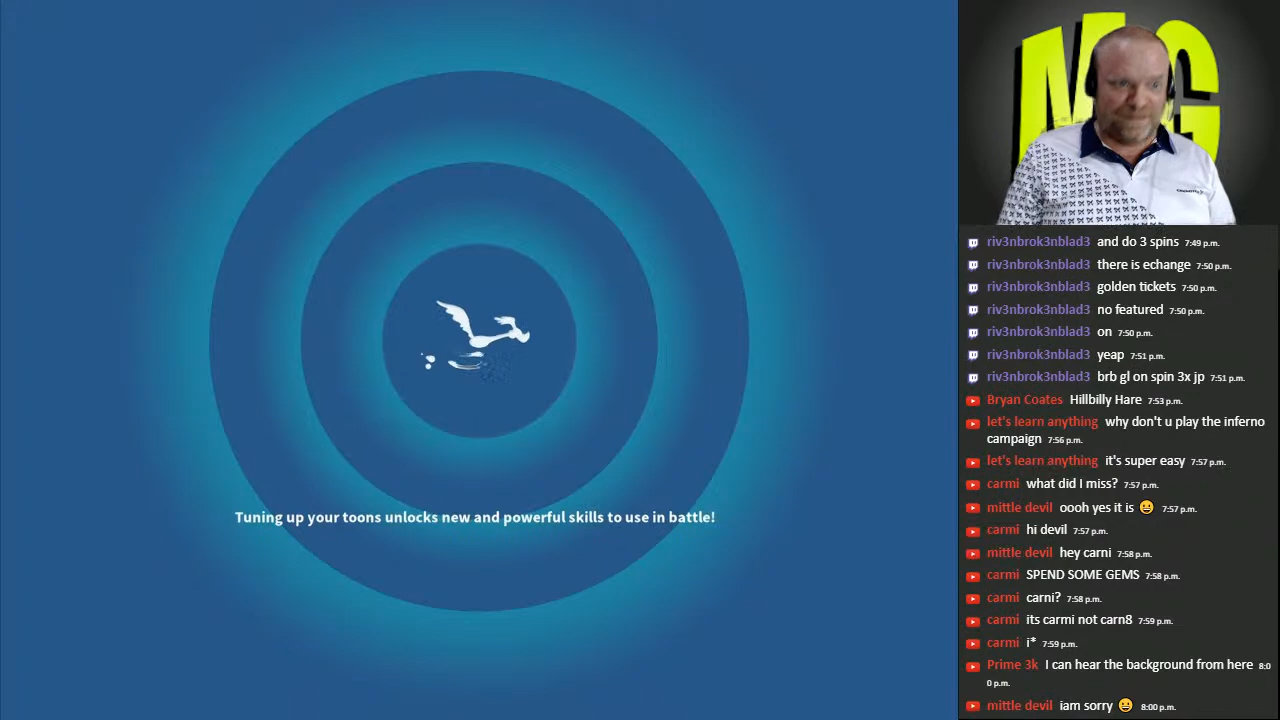 MG
Tuning up your toons unlocks new and powerful skills to use in battle!
riv3nbrok3nblad3 and do 3 spins 7:49 p.m.
riv3nbrok3nblad3 there is echange 7:50 p.m.
riv3nbrok3nblad3 golden tickets 7:50 p.m.
riv3nbrok3nblad3 no featured 7:50 p.m.
riv3nbrok3nblad3 on 7:50 p.m.
riv3nbrok3nblad3 yeap 7:51 p.m.
riv3nbrok3nblad3 brb gl on spin 3x jp 7:51 p.m.
Bryan Coates Hillbilly Hare 7:53 p.m.
let's learn anything why don't u play the inferno
campaign 7:56 p.m.
let's learn anything it's super easy 7:57 p.m.
carmi what did I miss? 7:57 p.m.
mittle devil oooh yes it is 😀 7:57 p.m.
carmi hi devil 7:57 p.m.
mittle devil hey carni 7:58 p.m.
carmi SPEND SOME GEMS 7:58 p.m.
carmi carni? 7:58 p.m.
carmi its carmi not carn8 7:59 p.m.
carmi i* 7:59 p.m.
Prime 3k I can hear the background from here 8:0
0 p.m.
mittle devil iam sorry 😀 8:00 p.m.